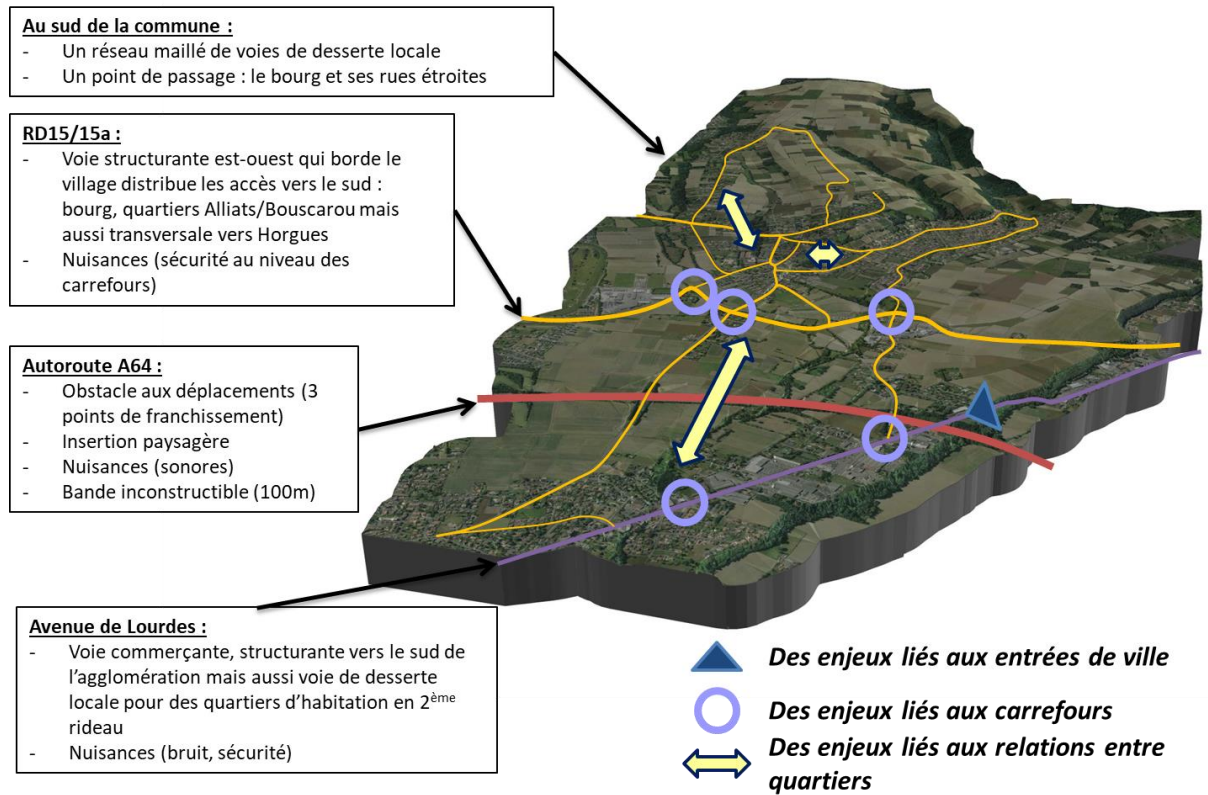 Au sud de la commune :
- Un réseau maillé de voies de desserte locale
- Un point de passage : le bourg et ses rues étroites
RD15/15a :
- Voie structurante est-ouest qui borde le
village distribue les accès vers le sud :
bourg, quartiers Alliats/Bouscarou mais
aussi transversale vers Horgues
- Nuisances (sécurité au niveau des
carrefours)
Autoroute A64 :
- Obstacle aux déplacements (3
points de franchissement)
- Insertion paysagère
- Nuisances (sonores)
- Bande inconstructible (100m)
Avenue de Lourdes :
- Voie commerçante, structurante vers le sud de
l’agglomération mais aussi voie de desserte
locale pour des quartiers d’habitation en 2ème
rideau
- Nuisances (bruit, sécurité)
Des enjeux liés aux entrées de ville
Des enjeux liés aux carrefours
Des enjeux liés aux relations entre
quartiers